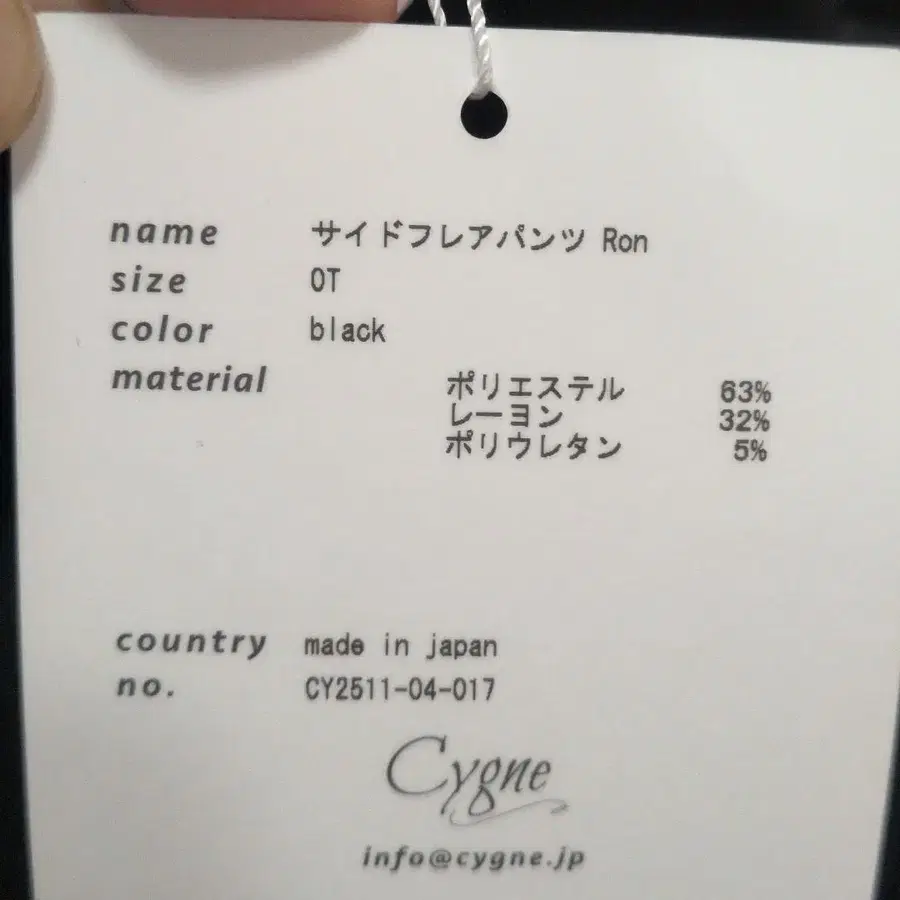 name サイドフレアパンツ Ron
size OT
color black
material
ポリエステル 63%
レーヨン 32%
ポリウレタン 5%
country made in japan
no. CY2511-04-017
Cygne
info@cygne.jp